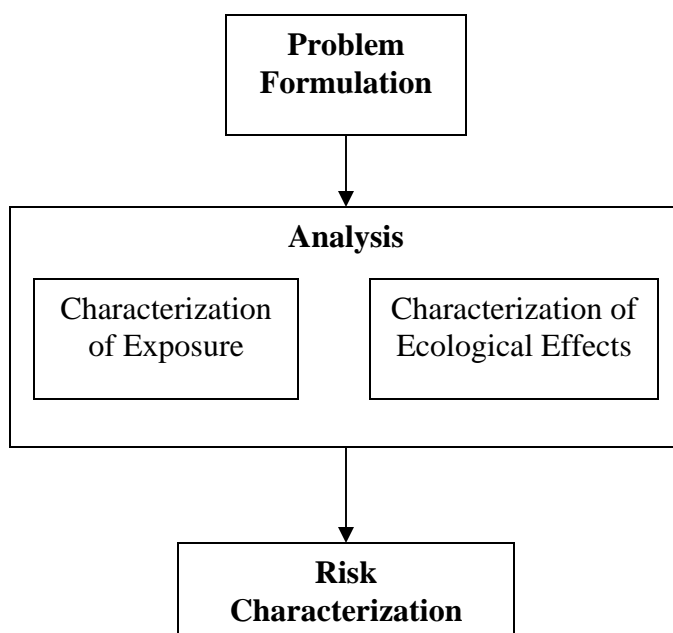 Problem
Formulation
Analysis
Characterization
of Exposure
Characterization of
Ecological Effects
Risk
Characterization